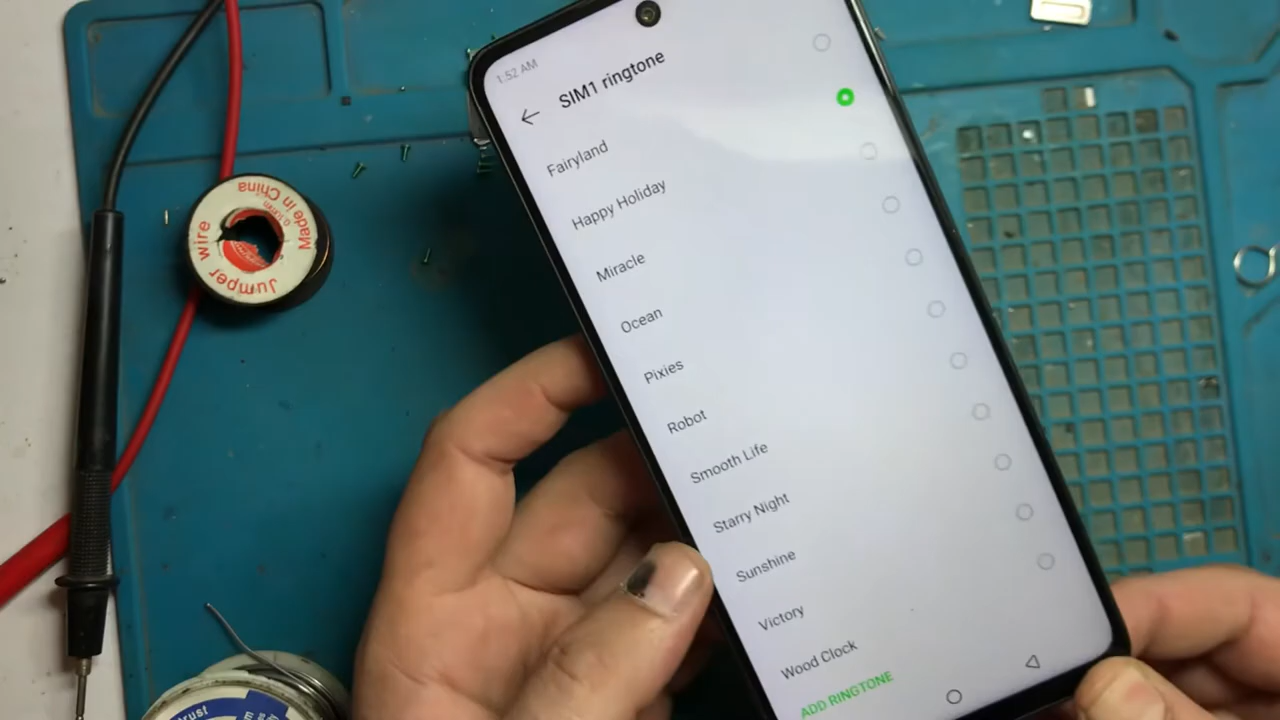 1:52 AM
SIM1 ringtone
Fairyland
Happy Holiday
Miracle
Ocean
Pixies
Robot
Smooth Life
Starry Night
Sunshine
Victory
Wood Clock
ADD RINGTONE
Jumper wire
Made in China